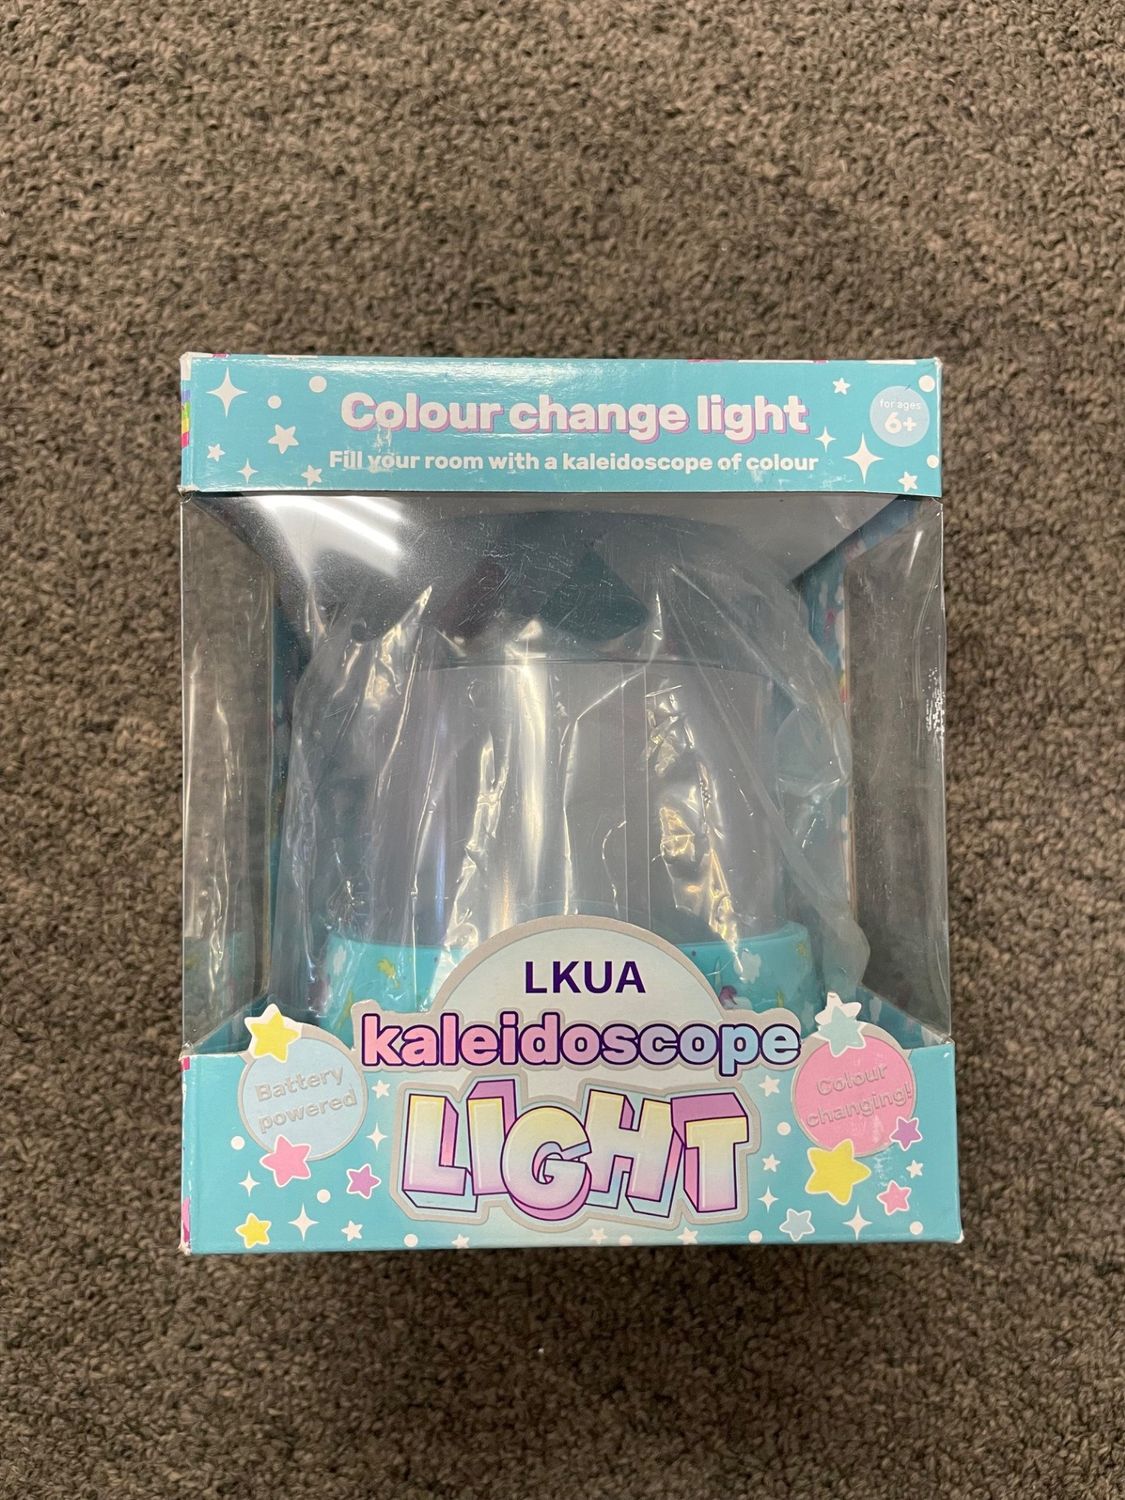 Colour change light
for ages
6+
Fill your room with a kaleidoscope of colour
LKUA
kaleidoscope
LIGHT
Battery
powered
Colour
changing!